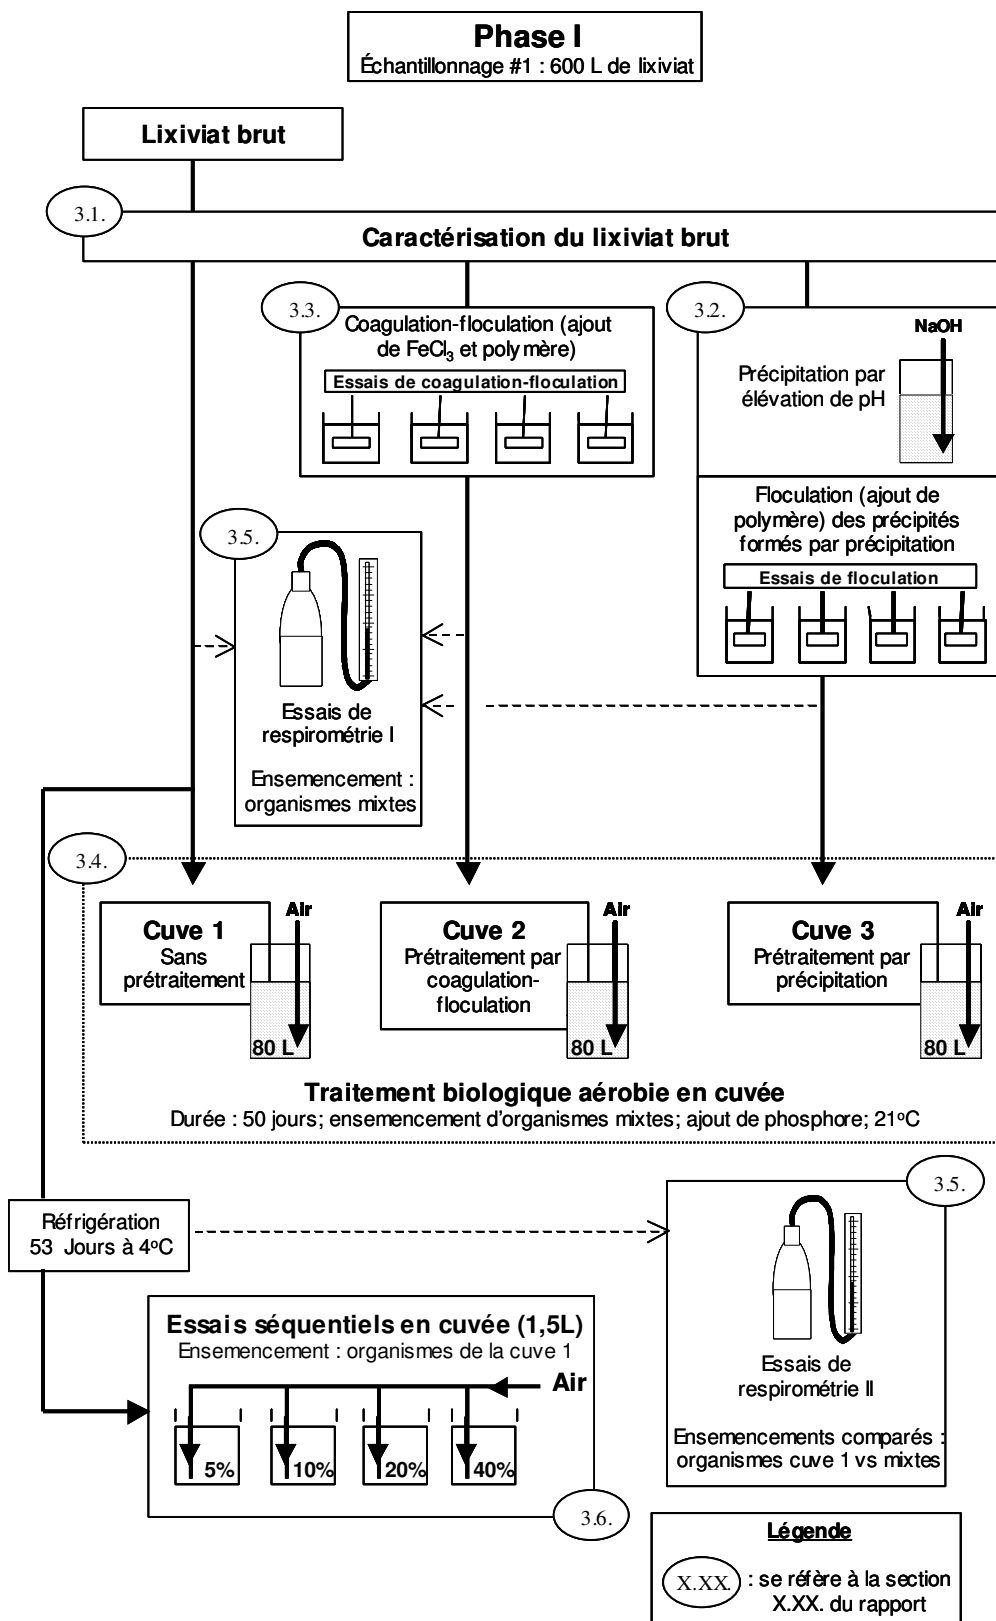 Phase I
Échantillonnage #1 : 600 L de lixiviat
Lixiviat brut
3.1.
Caractérisation du lixiviat brut
3.3.
Coagulation-floculation (ajout
de FeCl3 et polymère)
Essais de coagulation-floculation
3.2.
NaOH
Précipitation par
élévation de pH
Floculation (ajout de
polymère) des précipités
formés par précipitation
Essais de floculation
3.5.
Essais de
respirométrie I
Ensemencement :
organismes mixtes
3.4.
Cuve 1
Sans
prétraitement
Air
80 L
Cuve 2
Prétraitement par
coagulation-
floculation
Air
80 L
Cuve 3
Prétraitement par
précipitation
Air
80 L
Traitement biologique aérobie en cuvée
Durée : 50 jours; ensemencement d'organismes mixtes; ajout de phosphore; 21ºC
Réfrigération
53 Jours à 4ºC
3.5.
Essais de
respirométrie II
Ensemencements comparés :
organismes cuve 1 vs mixtes
Essais séquentiels en cuvée (1,5L)
Ensemencement : organismes de la cuve 1
Air
5% 10% 20% 40%
3.6.
Légende
X.XX. : se réfère à la section
X.XX. du rapport